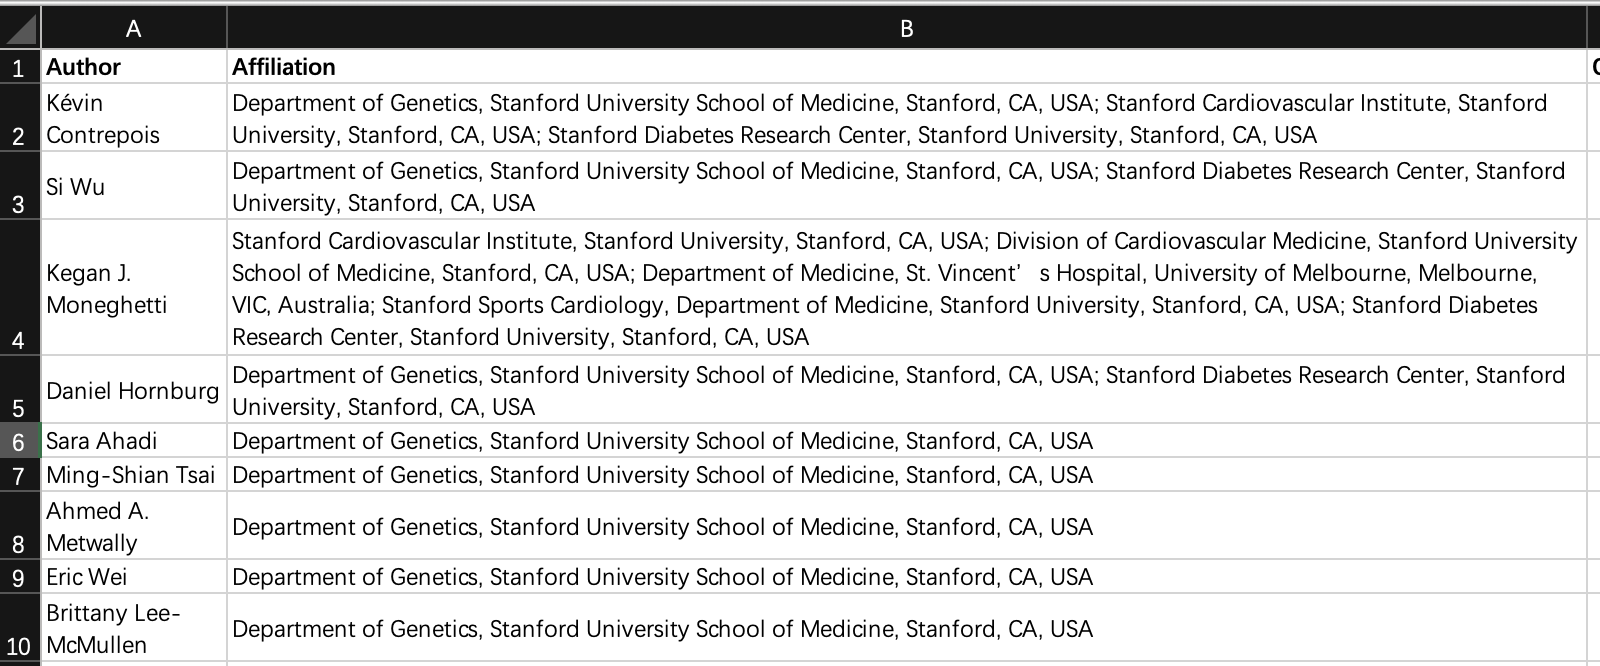 A B
1 Author Affiliation
Kévin Department of Genetics, Stanford University School of Medicine, Stanford, CA, USA; Stanford Cardiovascular Institute, Stanford
2 Contrepois University, Stanford, CA, USA; Stanford Diabetes Research Center, Stanford University, Stanford, CA, USA
Si Wu Department of Genetics, Stanford University School of Medicine, Stanford, CA, USA; Stanford Diabetes Research Center, Stanford
3 University, Stanford, CA, USA
Stanford Cardiovascular Institute, Stanford University, Stanford, CA, USA; Division of Cardiovascular Medicine, Stanford University
Kegan J. School of Medicine, Stanford, CA, USA; Department of Medicine, St. Vincent’ s Hospital, University of Melbourne, Melbourne,
Moneghetti VIC, Australia; Stanford Sports Cardiology, Department of Medicine, Stanford University, Stanford, CA, USA; Stanford Diabetes
4 Research Center, Stanford University, Stanford, CA, USA
Daniel Hornburg Department of Genetics, Stanford University School of Medicine, Stanford, CA, USA; Stanford Diabetes Research Center, Stanford
5 University, Stanford, CA, USA
6 Sara Ahadi Department of Genetics, Stanford University School of Medicine, Stanford, CA, USA
7 Ming-Shian Tsai Department of Genetics, Stanford University School of Medicine, Stanford, CA, USA
Ahmed A.
8 Metwally Department of Genetics, Stanford University School of Medicine, Stanford, CA, USA
9 Eric Wei Department of Genetics, Stanford University School of Medicine, Stanford, CA, USA
Brittany Lee-
10 McMullen Department of Genetics, Stanford University School of Medicine, Stanford, CA, USA